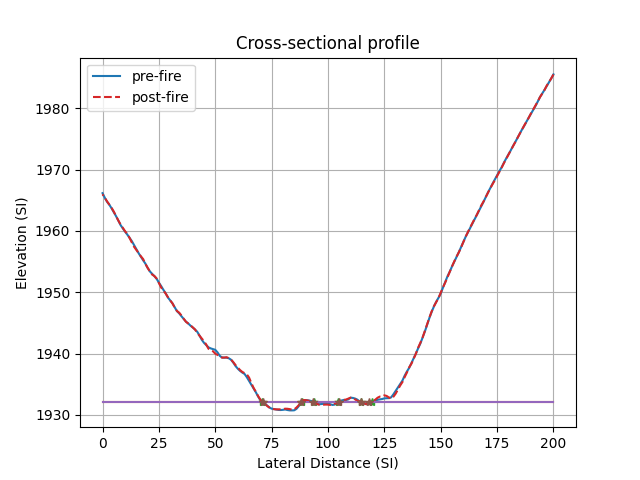 Cross-sectional profile
pre-fire
post-fire
Elevation (SI)
1980
1970
1960
1950
1940
1930
0 25 50 75 100 125 150 175 200
Lateral Distance (SI)